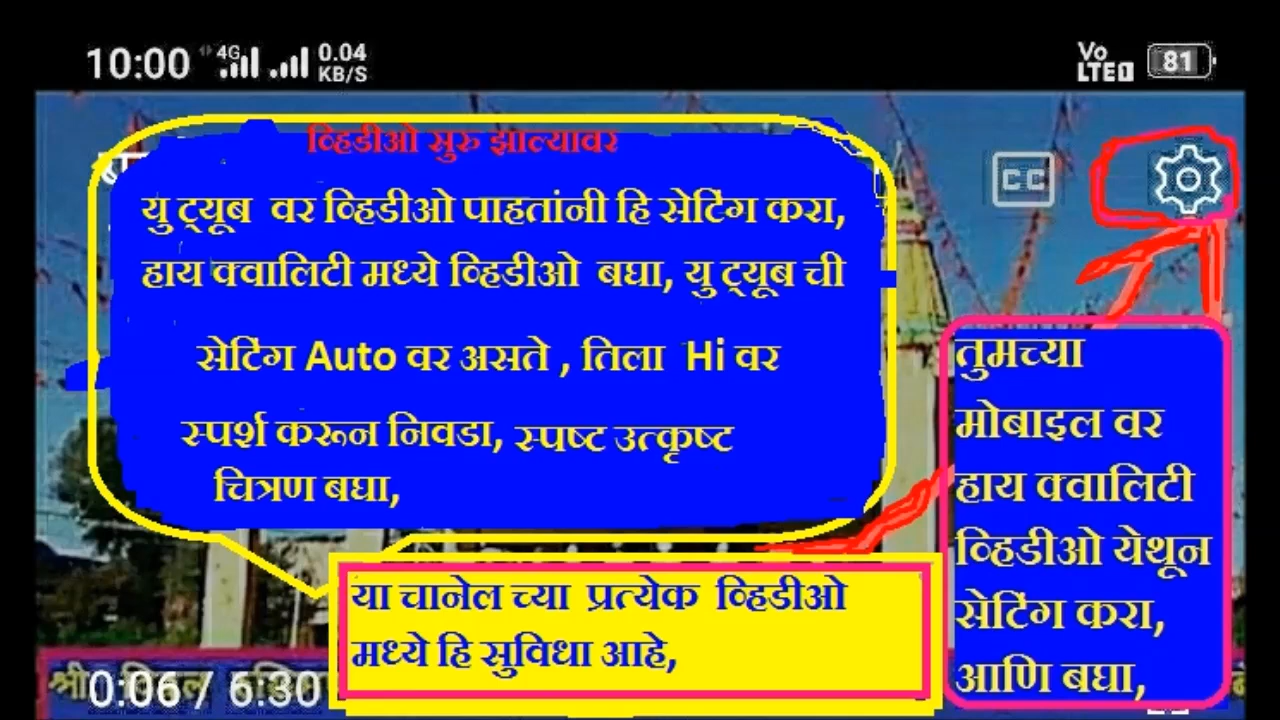 10:00 4G 0.04 KB/S Vo LTE 81
व्हिडीओ सुरु झाल्यावर
यु ट्यूब वर व्हिडीओ पाहतांनी हि सेटिंग करा,
हाय क्वालिटी मध्ये व्हिडीओ बघा, यु ट्यूब ची
सेटिंग Auto वर असते , तिला Hi वर
स्पर्श करून निवडा, स्पष्ट उत्कृष्ट
चित्रण बघा,
CC
तुमच्या
मोबाइल वर
हाय क्वालिटी
व्हिडीओ येथून
सेटिंग करा,
आणि बघा,
या चानेल च्या प्रत्येक व्हिडीओ
मध्ये हि सुविधा आहे,
श्री
0:06 / 6:30